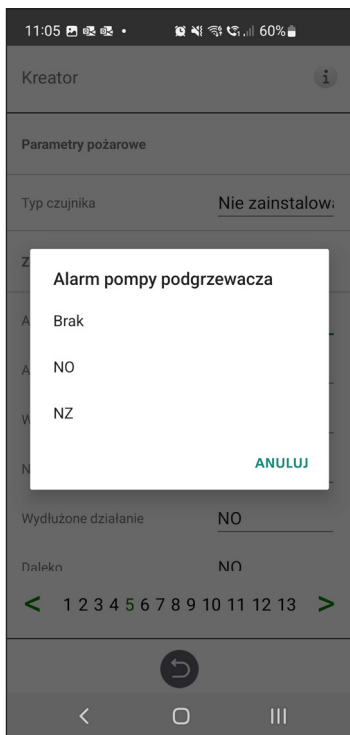 11:05 60%
Kreator i
Parametry pożarowe
Typ czujnika Nie zainstalow
Z
Alarm pompy podgrzewacza
A Brak
A NO
W NZ
N ANULUJ
Wydłużone działanie NO
Daleko NO
< 1 2 3 4 5 6 7 8 9 10 11 12 13 >